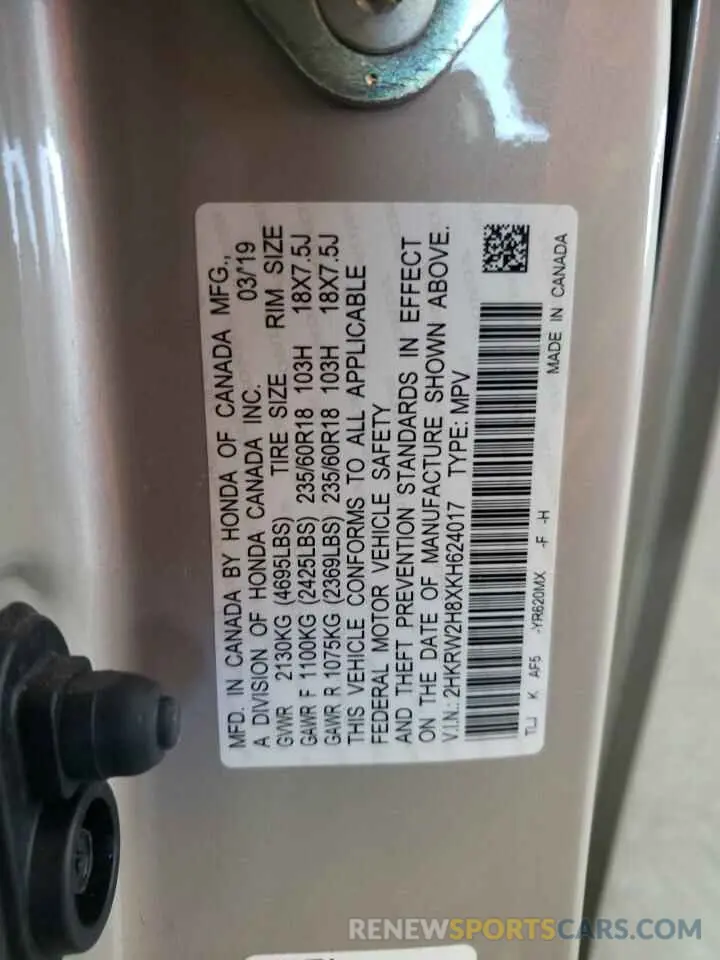 MFD. IN CANADA BY HONDA OF CANADA MFG.,
A DIVISION OF HONDA CANADA INC. 03/'19
GVWR 2130KG (4695LBS) TIRE SIZE RIM SIZE
GAWR F 1100KG (2425LBS) 235/60R18 103H 18X7.5J
GAWR R 1075KG (2369LBS) 235/60R18 103H 18X7.5J
THIS VEHICLE CONFORMS TO ALL APPLICABLE
FEDERAL MOTOR VEHICLE SAFETY
AND THEFT PREVENTION STANDARDS IN EFFECT
ON THE DATE OF MANUFACTURE SHOWN ABOVE.
V.I.N.: 2HKRW2H8XKH624017 TYPE: MPV
TLJ K AF5 -YR620MX -F -H
MADE IN CANADA
RENEWSPORTSCARS.COM